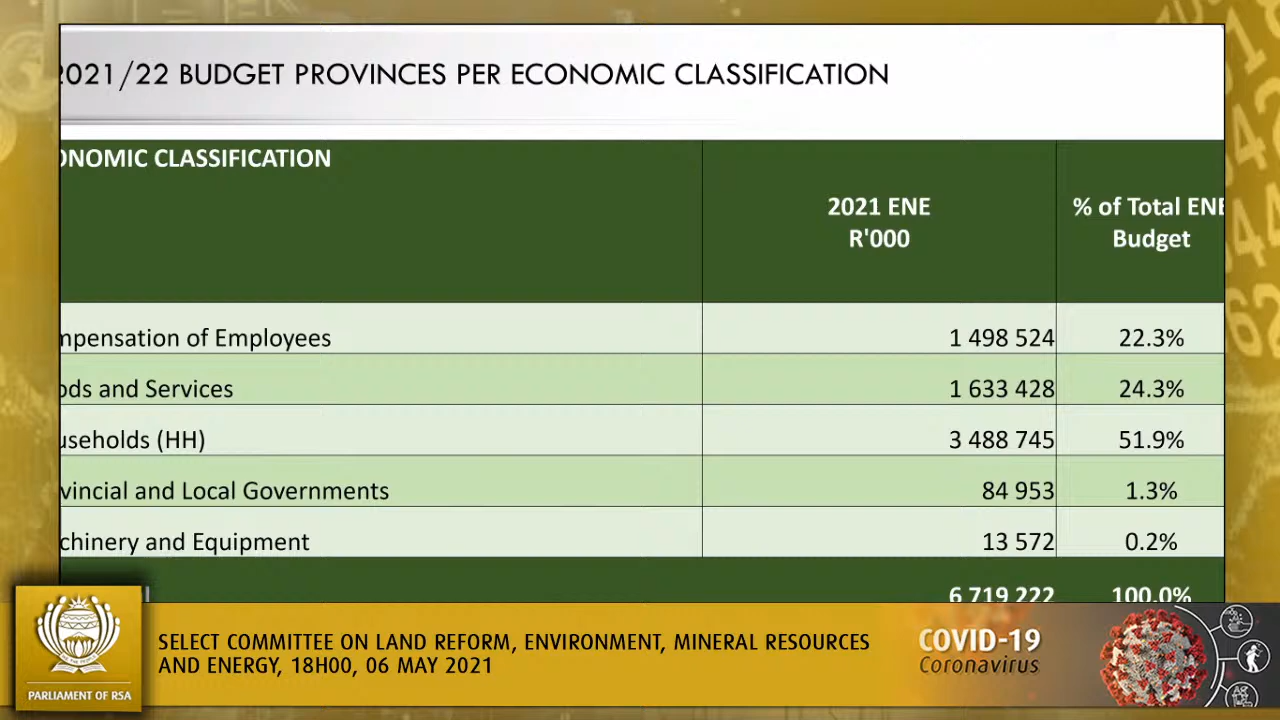 2021/22 BUDGET PROVINCES PER ECONOMIC CLASSIFICATION
ONOMIC CLASSIFICATION
2021 ENE
R'000
% of Total ENE
Budget
mpensation of Employees 1 498 524 22.3%
ods and Services 1 633 428 24.3%
useholds (HH) 3 488 745 51.9%
vincial and Local Governments 84 953 1.3%
chinery and Equipment 13 572 0.2%
6 719 222 100.0%
SELECT COMMITTEE ON LAND REFORM, ENVIRONMENT, MINERAL RESOURCES
AND ENERGY, 18H00, 06 MAY 2021
COVID-19
Coronavirus
PARLIAMENT OF RSA